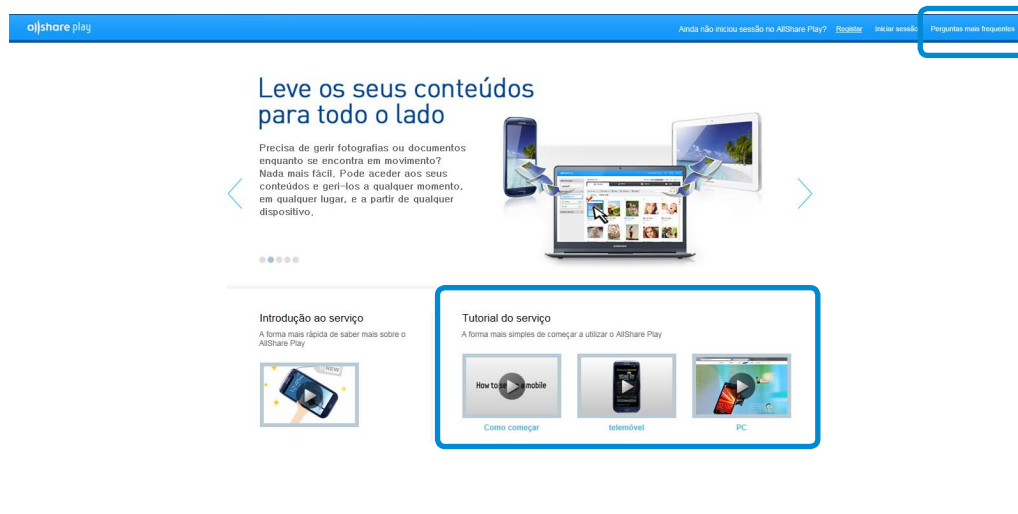 allshare play
Ainda não iniciou sessão no AllShare Play? Registar Iniciar sessão Perguntas mais frequentes
Leve os seus conteúdos
para todo o lado
Precisa de gerir fotografias ou documentos
enquanto se encontra em movimento?
Nada mais fácil. Pode aceder aos seus
conteúdos e geri-los a qualquer momento,
em qualquer lugar, e a partir de qualquer
dispositivo.
Introdução ao serviço
A forma mais rápida de saber mais sobre o
AllShare Play
NEW
Tutorial do serviço
A forma mais simples de começar a utilizar o AllShare Play
How to mobile
Como começar
telemóvel
PC